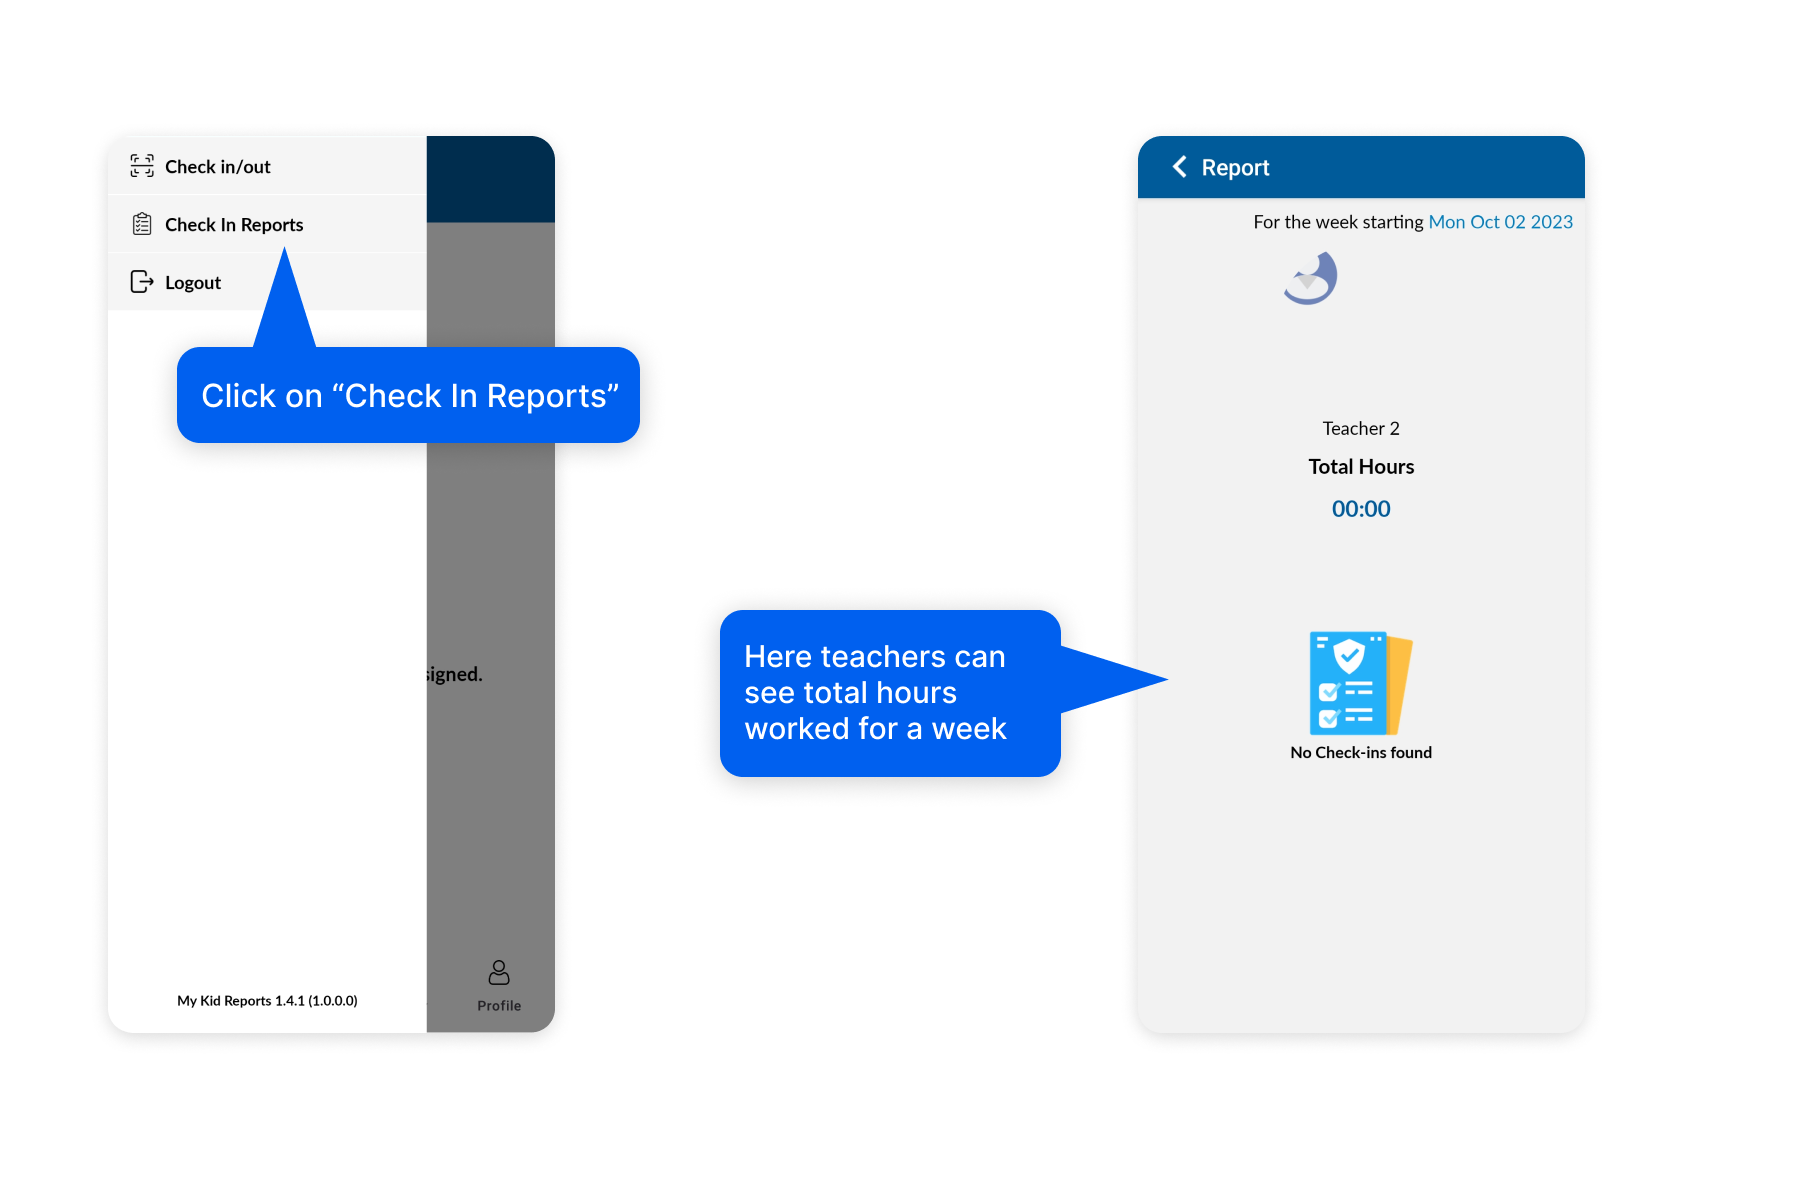 Check in/out
Check In Reports
Logout
Click on “Check In Reports”
signed.
My Kid Reports 1.4.1 (1.0.0.0)
Profile
Here teachers can
see total hours
worked for a week
Report
For the week starting Mon Oct 02 2023
Teacher 2
Total Hours
00:00
No Check-ins found